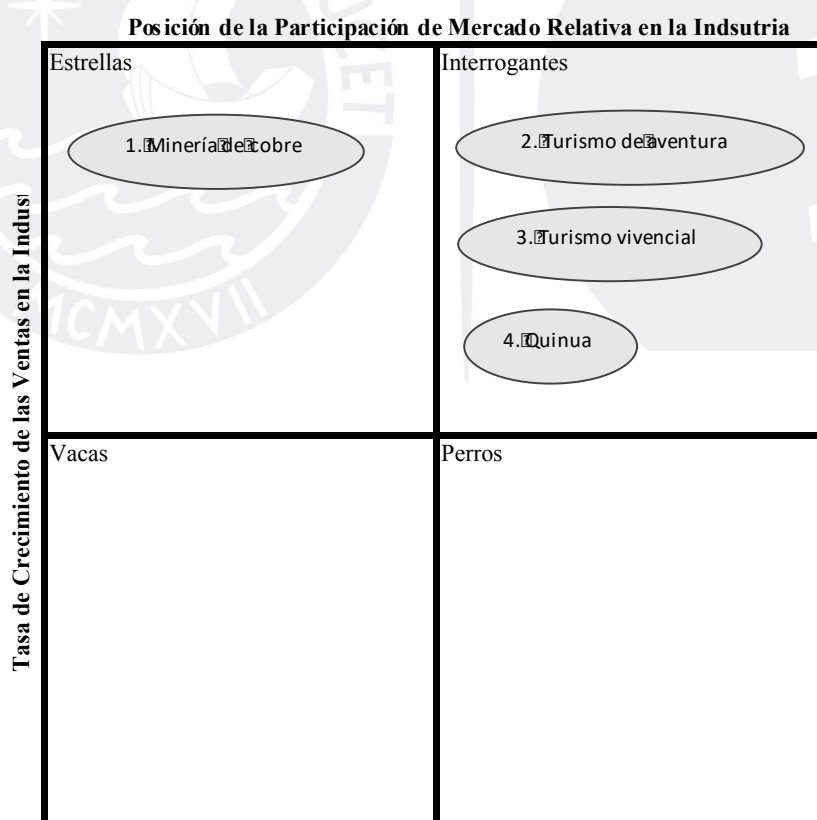 Posición de la Participación de Mercado Relativa en la Indsutria
Tasa de Crecimiento de las Ventas en la Indus
Estrellas
Interrogantes
1. Minería de cobre
2. Turismo de aventura
3. Turismo vivencial
4. Quinua
Vacas
Perros
MCMXVII